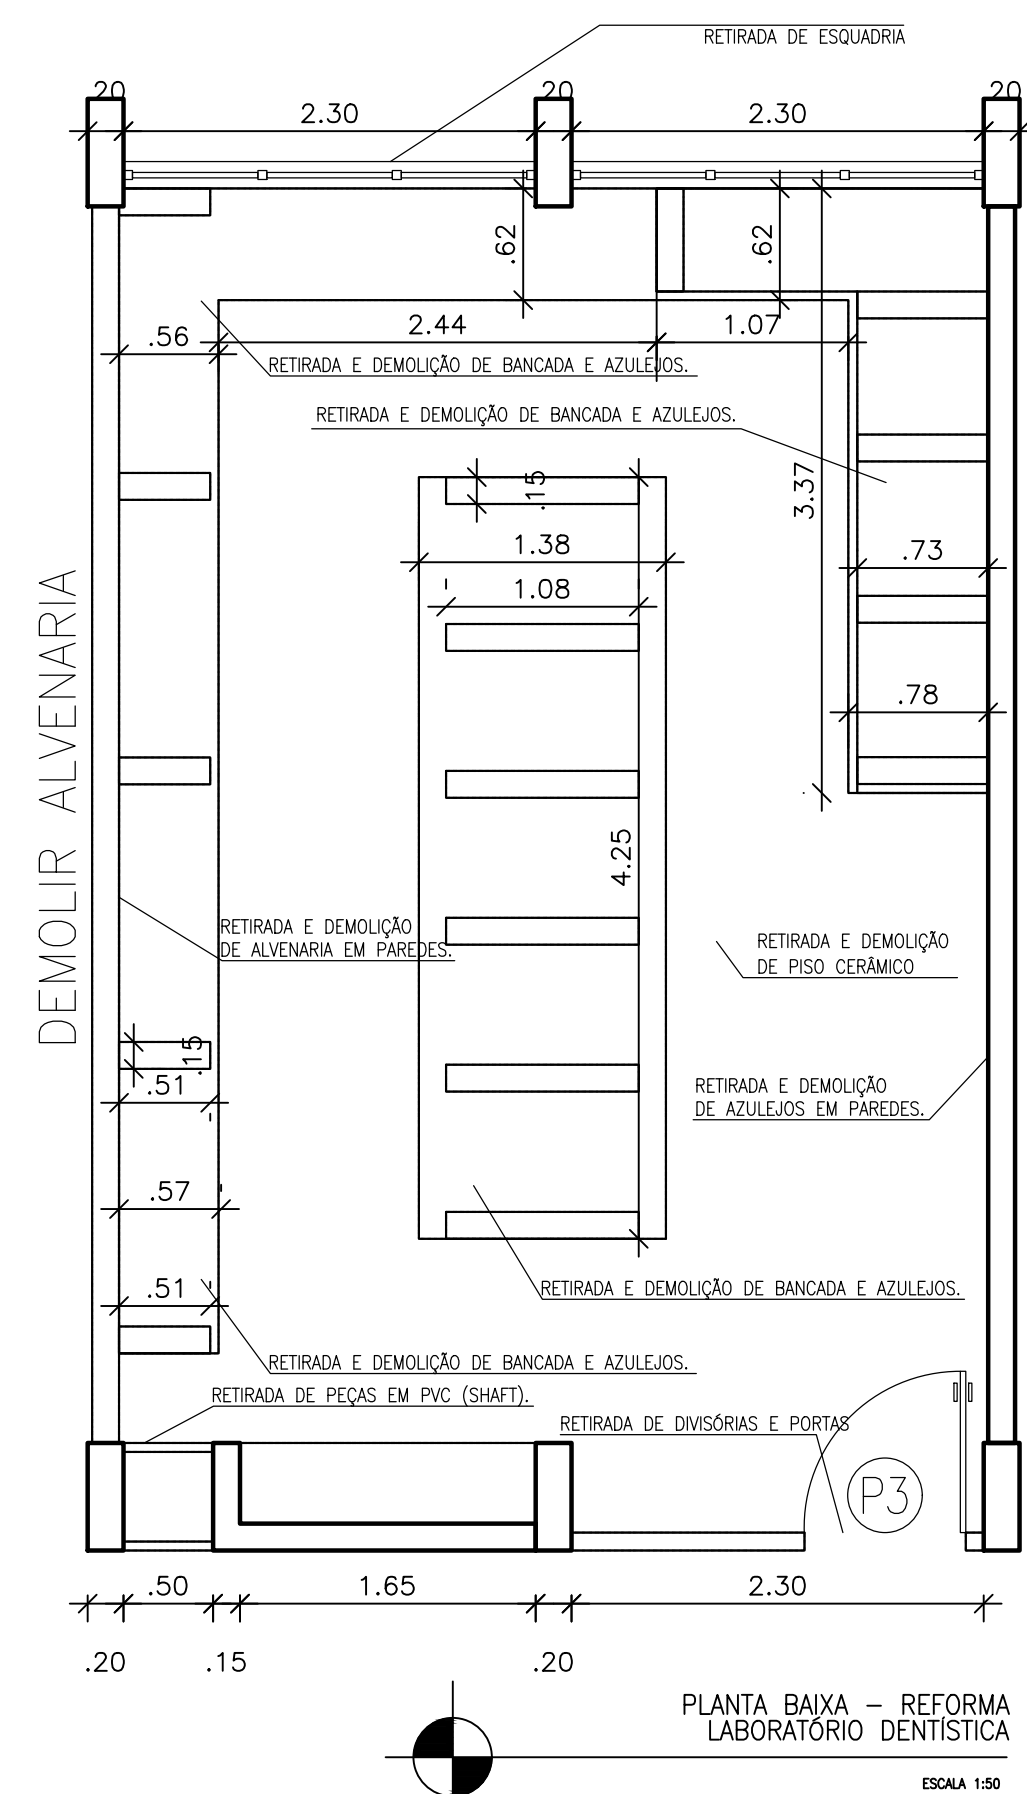 RETIRADA DE ESQUADRIA
.20
.20
.20
2.30
2.30
.62
.62
.56
2.44
1.07
RETIRADA E DEMOLIÇÃO DE BANCADA E AZULEJOS.
RETIRADA E DEMOLIÇÃO DE BANCADA E AZULEJOS.
3.37
.15
1.38
.73
1.08
DEMOLIR ALVENARIA
.78
4.25
RETIRADA E DEMOLIÇÃO
DE ALVENARIA EM PAREDES.
RETIRADA E DEMOLIÇÃO
DE PISO CERÂMICO
.15
.51
RETIRADA E DEMOLIÇÃO
DE AZULEJOS EM PAREDES.
.57
.51
RETIRADA E DEMOLIÇÃO DE BANCADA E AZULEJOS.
RETIRADA E DEMOLIÇÃO DE BANCADA E AZULEJOS.
RETIRADA DE PEÇAS EM PVC (SHAFT).
RETIRADA DE DIVISÓRIAS E PORTAS
P3
.50
1.65
2.30
.20
.15
.20
PLANTA BAIXA – REFORMA
LABORATÓRIO DENTÍSTICA
ESCALA 1:50